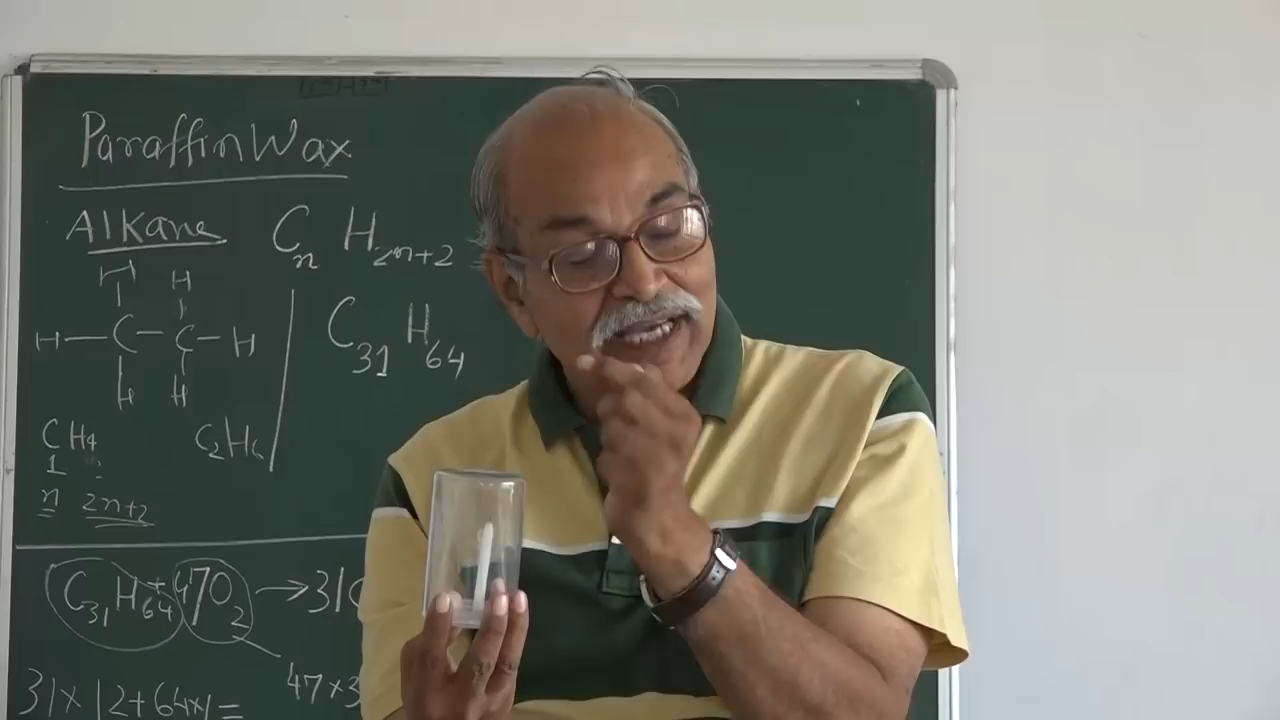 Paraffin Wax
Alkane CnH2n+2
H H
H—C—C—H
H H
C31H64
CH4 C2H6
1
n 2n+2
C31H64 + 47O2 → 31C
31×12+64×1= 47×3